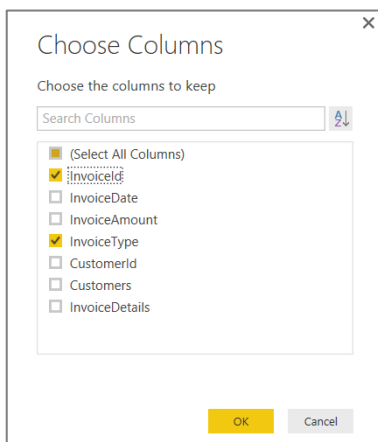 Choose Columns
Choose the columns to keep
Search Columns
(Select All Columns)
InvoiceId
InvoiceDate
InvoiceAmount
InvoiceType
CustomerId
Customers
InvoiceDetails
OK Cancel